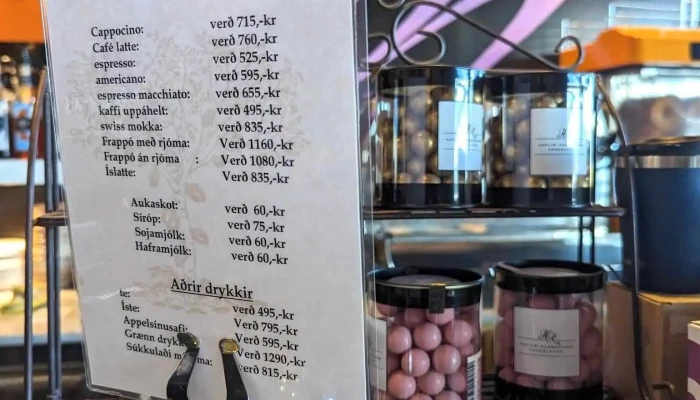 Cappocino: verð 715,-kr
Café latte: verð 760,-kr
espresso: verð 525,-kr
americano: verð 595,-kr
espresso macchiato: verð 655,-kr
kaffi uppáhelt: verð 495,-kr
swiss mokka: verð 835,-kr
Frappó með rjóma: Verð 1160,-kr
Frappó án rjóma : Verð 1080,-kr
Íslatte: Verð 835,-kr
Aukaskot: verð 60,-kr
Síróp: verð 75,-kr
Sojamjólk: verð 60,-kr
Haframjólk: verð 60,-kr
Aðrir drykkir
te: verð 495,-kr
Íste: Verð 795,-kr
Appelsínusafi: Verð 595,-kr
Grænn Verð 1290,-kr
Súkkulaði verð 815,-kr